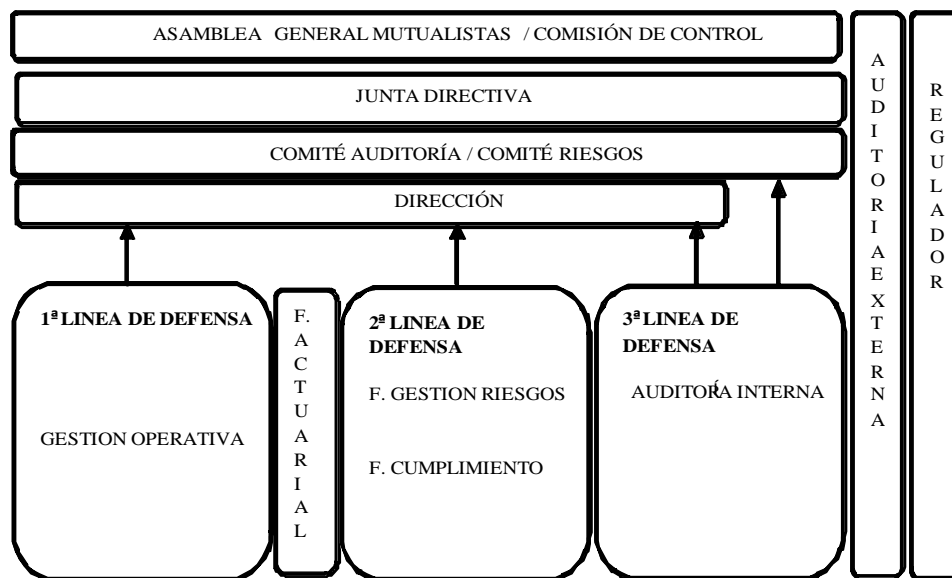 ASAMBLEA GENERAL MUTUALISTAS / COMISIÓN DE CONTROL
JUNTA DIRECTIVA
COMITÉ AUDITORÍA / COMITÉ RIESGOS
DIRECCIÓN
1ª LINEA DE DEFENSA
GESTION OPERATIVA
F. ACTUARIAL
2ª LINEA DE
DEFENSA
F. GESTION RIESGOS
F. CUMPLIMIENTO
3ª LINEA DE
DEFENSA
AUDITORÍA INTERNA
AUDITORIA EXTERNA
REGULADOR